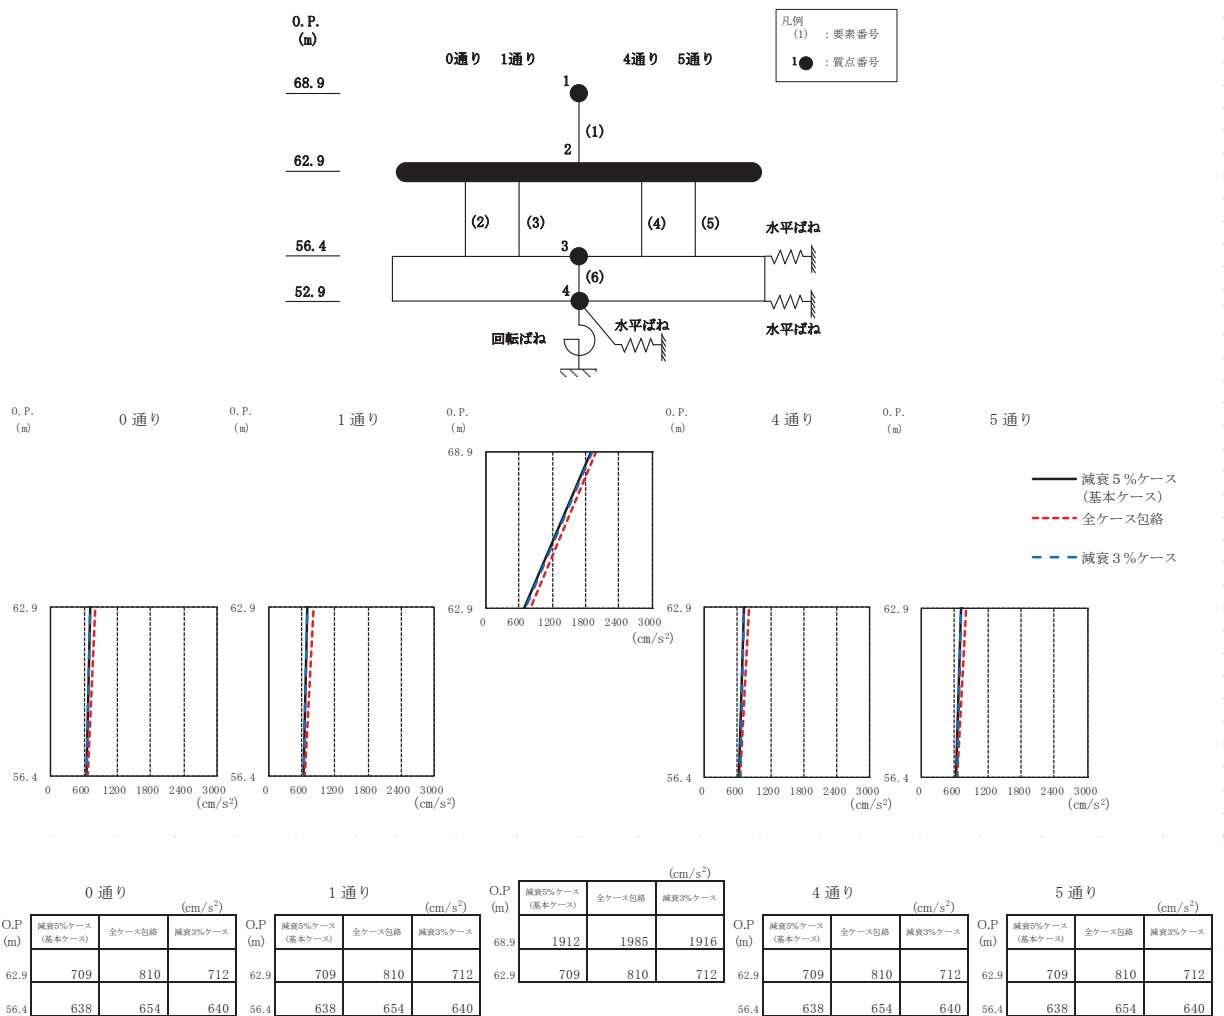 O.P.
(m)
0通り 1通り 4通り 5通り
凡例
(1) : 要素番号
1 : 質点番号
68.9
1
(1)
2
62.9
(2) (3) (4) (5)
水平ばね
56.4
3
(6)
52.9
4
水平ばね
水平ばね
回転ばね
O.P.
(m)
0 通り
O.P.
(m)
1 通り
O.P.
(m)
O.P.
(m)
4 通り
O.P.
(m)
5 通り
68.9
62.9
0 600 1200 1800 2400 3000
(cm/s²)
減衰５%ケース
(基本ケース)
全ケース包絡
減衰３%ケース
62.9
56.4
0 600 1200 1800 2400 3000
(cm/s²)
62.9
56.4
0 600 1200 1800 2400 3000
(cm/s²)
62.9
56.4
0 600 1200 1800 2400 3000
(cm/s²)
62.9
56.4
0 600 1200 1800 2400 3000
(cm/s²)
0 通り
(cm/s²)
O.P
(m)
減衰5%ケース
(基本ケース)
全ケース包絡 減衰3%ケース
62.9 709 810 712
56.4 638 654 640
1 通り
(cm/s²)
O.P
(m)
減衰5%ケース
(基本ケース)
全ケース包絡 減衰3%ケース
62.9 709 810 712
56.4 638 654 640
(cm/s²)
O.P
(m)
減衰5%ケース
(基本ケース)
全ケース包絡 減衰3%ケース
68.9 1912 1985 1916
62.9 709 810 712
4 通り
(cm/s²)
O.P
(m)
減衰5%ケース
(基本ケース)
全ケース包絡 減衰3%ケース
62.9 709 810 712
56.4 638 654 640
5 通り
(cm/s²)
O.P
(m)
減衰5%ケース
(基本ケース)
全ケース包絡 減衰3%ケース
62.9 709 810 712
56.4 638 654 640